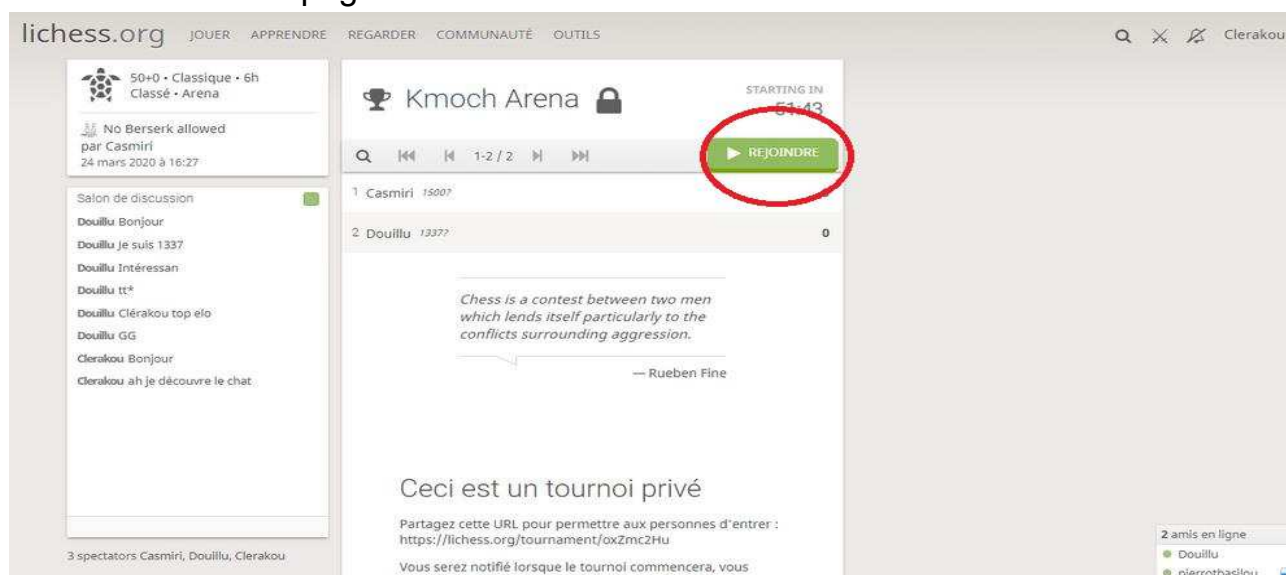 lichess.org JOUER APPRENDRE REGARDER COMMUNAUTÉ OUTILS Clerakou
50+0 • Classique • 6h
Classé • Arena
No Berserk allowed
par Casmiri
24 mars 2020 à 16:27
Salon de discussion
Douillu Bonjour
Douillu Je suis 1337
Douillu Intéressan
Douillu tt*
Douillu Clérakou top elo
Douillu GG
Clerakou Bonjour
Clerakou ah je découvre le chat
3 spectators Casmiri, Douillu, Clerakou
Kmoch Arena
STARTING IN
51:43
1-2 / 2
REJOINDRE
1 Casmiri 1500?
2 Douillu 1337? 0
Chess is a contest between two men
which lends itself particularly to the
conflicts surrounding aggression.
— Rueben Fine
Ceci est un tournoi privé
Partagez cette URL pour permettre aux personnes d'entrer :
https://lichess.org/tournament/oxZmc2Hu
Vous serez notifié lorsque le tournoi commencera, vous
2 amis en ligne
Douillu
pierrotbasilou